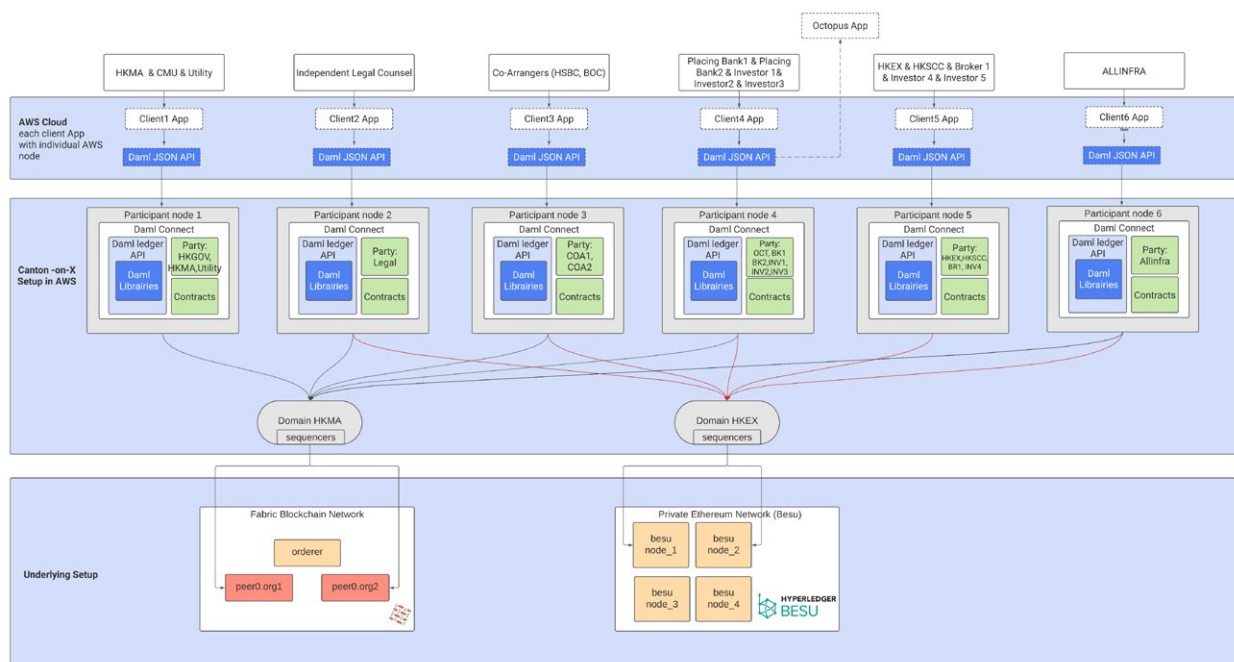 Octopus App
HKMA & CMU & Utility
Independent Legal Counsel
Co-Arrangers (HSBC, BOC)
Placing Bank1 & Placing
Bank2 & Investor 1&
Investor2 & Investor3
HKEX & HKSCC & Broker 1
& Investor 4 & Investor 5
ALLINFRA
AWS Cloud
each client App
with individual AWS
node
Client1 App
Client2 App
Client3 App
Client4 App
Client5 App
Client6 App
Daml JSON API
Daml JSON API
Daml JSON API
Daml JSON API
Daml JSON API
Daml JSON API
Canton -on-X
Setup in AWS
Participant node 1
Daml Connect
Daml ledger
API
Daml
Librairies
Party:
HKGOV,
HKMA,Utility
Contracts
Participant node 2
Daml Connect
Daml ledger
API
Daml
Librairies
Party:
Legal
Contracts
Participant node 3
Daml Connect
Daml ledger
API
Daml
Librairies
Party:
COA1,
COA2
Contracts
Participant node 4
Daml Connect
Daml ledger
API
Daml
Librairies
Party:
OCT, BK1
BK2,INV1,
INV2,INV3
Contracts
Participant node 5
Daml Connect
Daml ledger
API
Daml
Librairies
Party:
HKEX,HKSCC,
BR1, INV4
Contracts
Participant node 6
Daml Connect
Daml ledger
API
Daml
Librairies
Party:
Allinfra
Contracts
Domain HKMA
sequencers
Domain HKEX
sequencers
Underlying Setup
Fabric Blockchain Network
orderer
peer0.org1
peer0.org2
Private Ethereum Network (Besu)
besu
node_1
besu
node_2
besu
node_3
besu
node_4
HYPERLEDGER
BESU